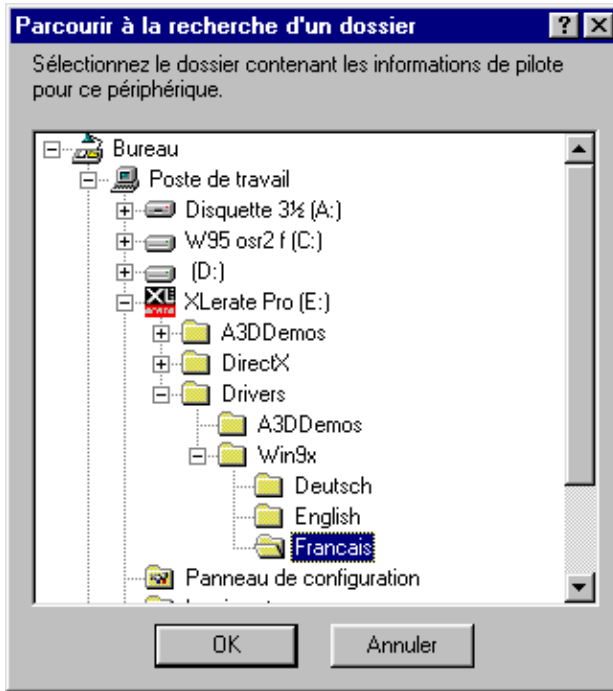 Parcourir à la recherche d'un dossier
Sélectionnez le dossier contenant les informations de pilote
pour ce périphérique.
Bureau
Poste de travail
Disquette 3½ (A:)
W95 osr2 f (C:)
(D:)
XLerate Pro (E:)
A3DDemos
DirectX
Drivers
A3DDemos
Win9x
Deutsch
English
Francais
Panneau de configuration
OK
Annuler